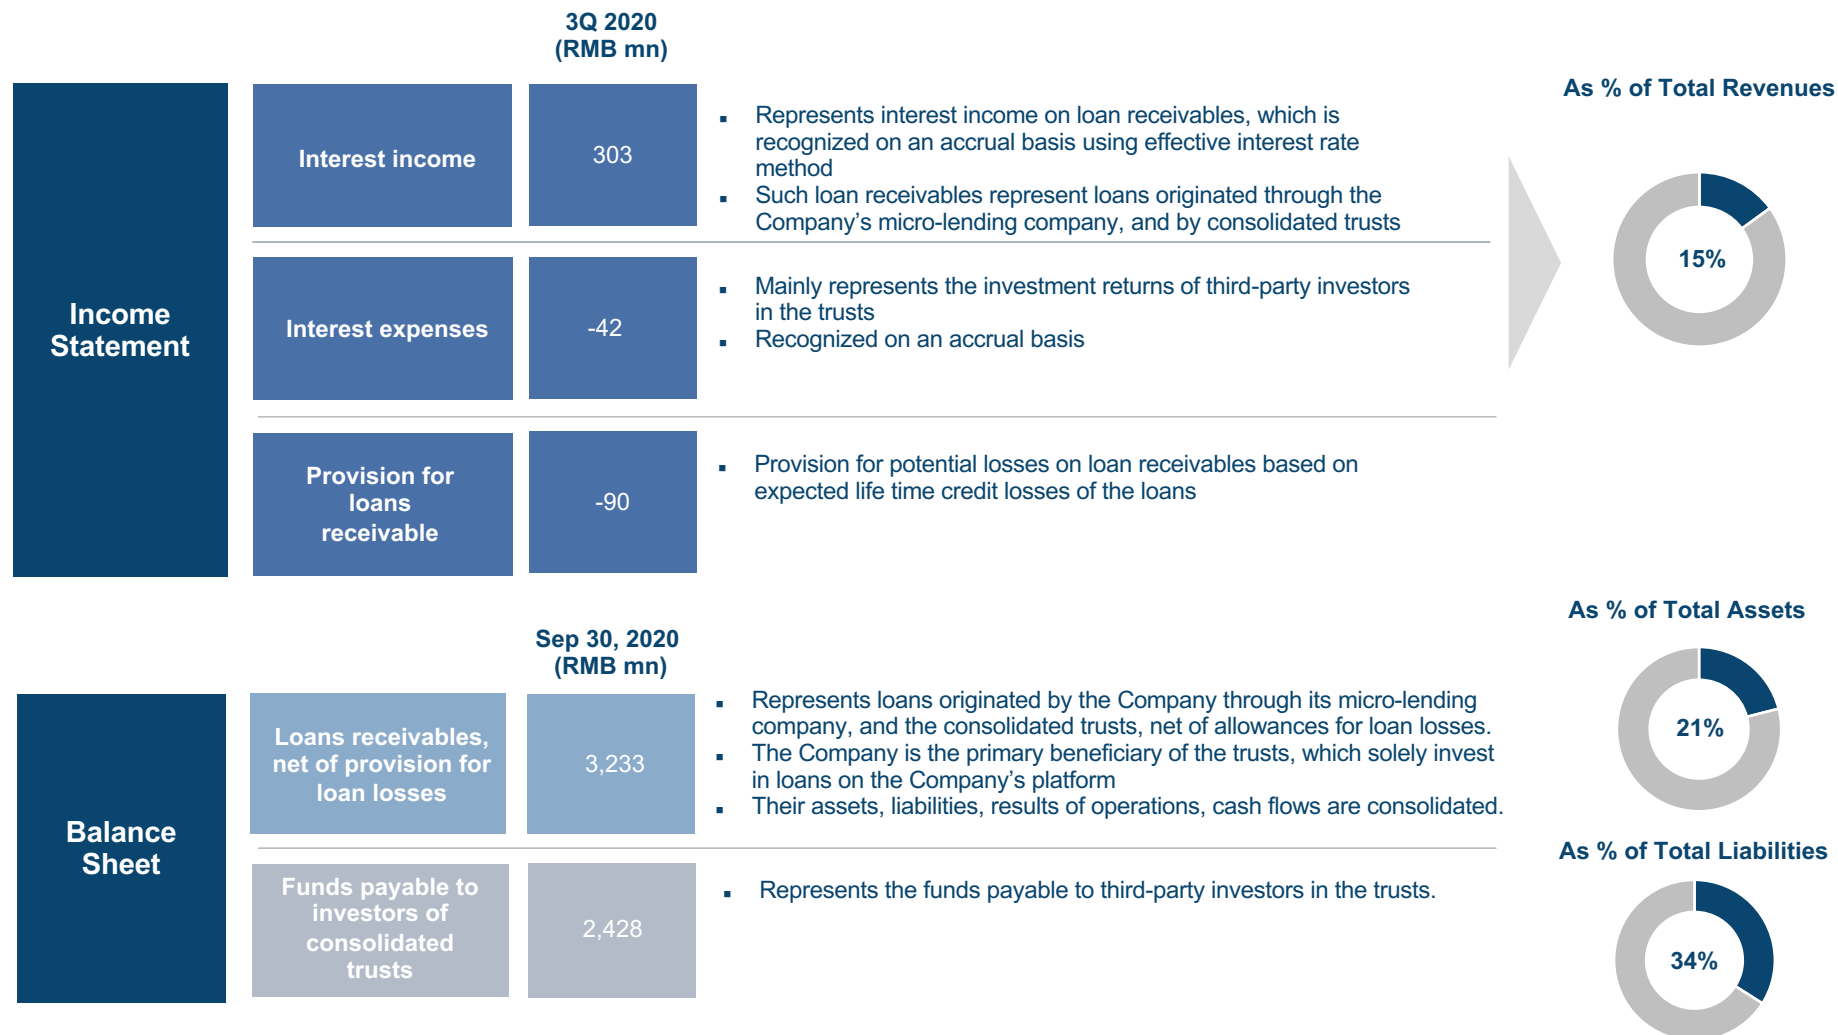 3Q 2020
(RMB mn)
As % of Total Revenues
Income
Statement
Interest income
303
▪ Represents interest income on loan receivables, which is
recognized on an accrual basis using effective interest rate
method
▪ Such loan receivables represent loans originated through the
Company’s micro-lending company, and by consolidated trusts
15%
Interest expenses
-42
▪ Mainly represents the investment returns of third-party investors
in the trusts
▪ Recognized on an accrual basis
Provision for
loans
receivable
-90
▪ Provision for potential losses on loan receivables based on
expected life time credit losses of the loans
Sep 30, 2020
(RMB mn)
As % of Total Assets
Balance
Sheet
Loans receivables,
net of provision for
loan losses
3,233
▪ Represents loans originated by the Company through its micro-lending
company, and the consolidated trusts, net of allowances for loan losses.
▪ The Company is the primary beneficiary of the trusts, which solely invest
in loans on the Company’s platform
▪ Their assets, liabilities, results of operations, cash flows are consolidated.
21%
As % of Total Liabilities
Funds payable to
investors of
consolidated
trusts
2,428
▪ Represents the funds payable to third-party investors in the trusts.
34%